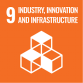 9 INDUSTRY, INNOVATION
AND INFRASTRUCTURE